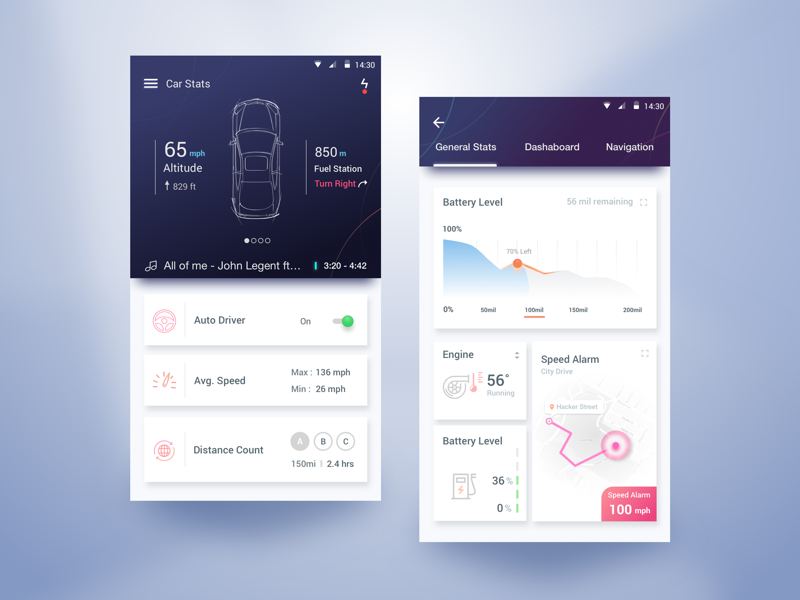 14:30
Car Stats
65 mph
Altitude
829 ft
850 m
Fuel Station
Turn Right
All of me - John Legent ft...
3:20 - 4:42
Auto Driver
On
Avg. Speed
Max : 136 mph
Min : 26 mph
Distance Count
A B C
150mi
2.4 hrs
14:30
General Stats
Dashaboard
Navigation
Battery Level
56 mil remaining
100%
70% Left
0%
50mil
100mil
150mil
200mil
Engine
56°
Running
Battery Level
36 %
0 %
Speed Alarm
City Drive
Hacker Street
Speed Alarm
100 mph